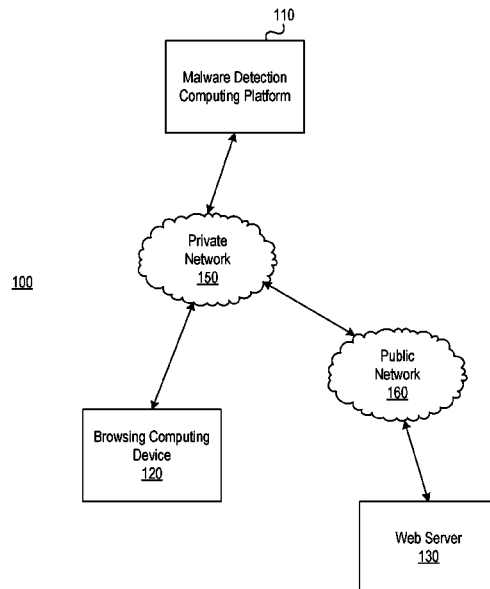 110
Malware Detection
Computing Platform
Private
Network
150
100
Public
Network
160
Browsing Computing
Device
120
Web Server
130